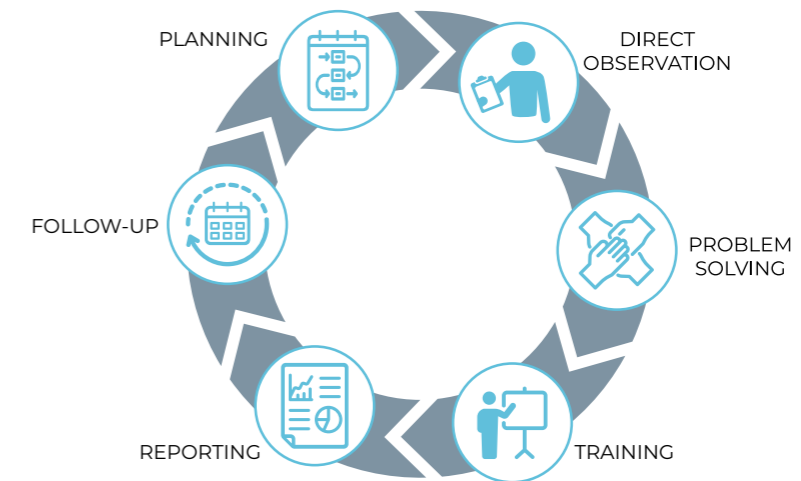 PLANNING
DIRECT
OBSERVATION
PROBLEM
SOLVING
TRAINING
REPORTING
FOLLOW-UP